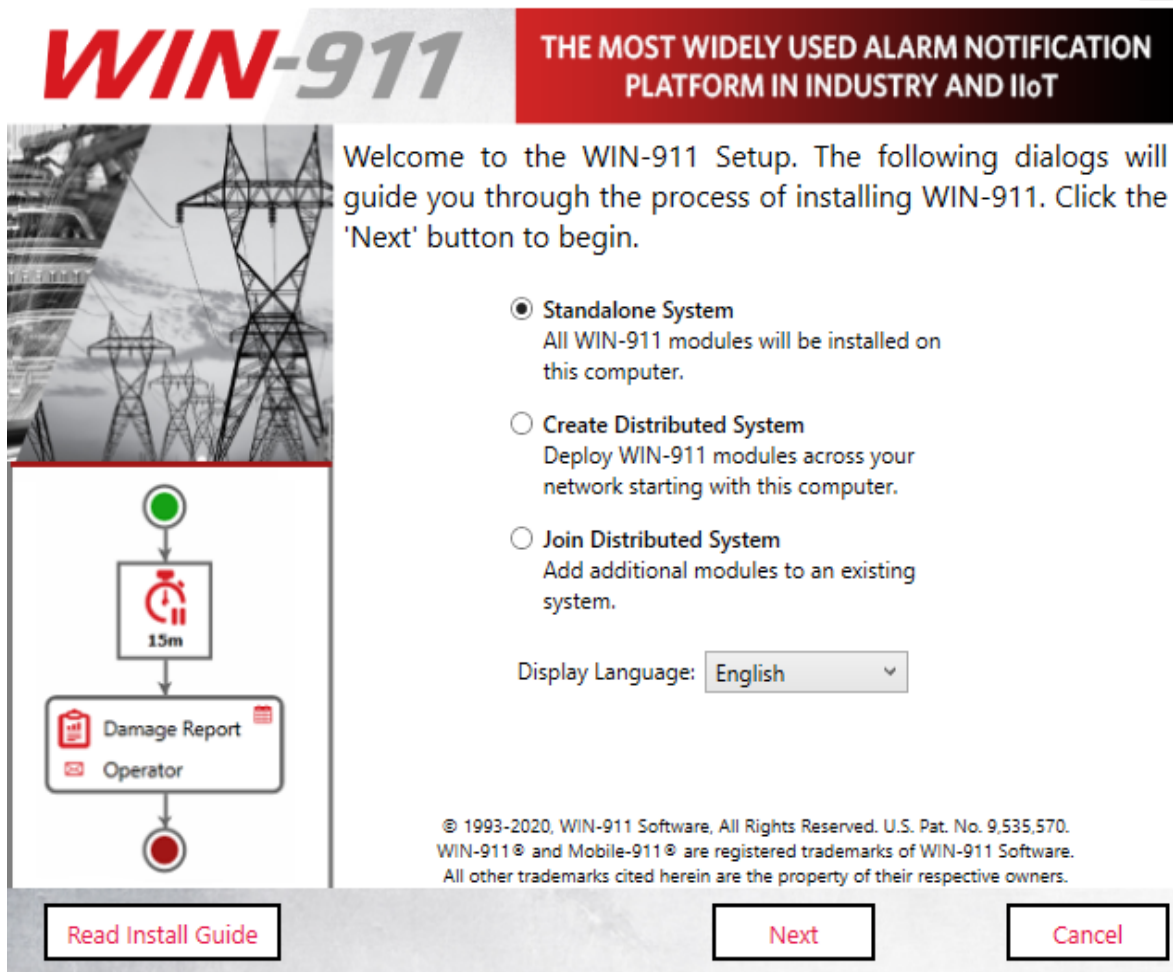 WIN-911
THE MOST WIDELY USED ALARM NOTIFICATION
PLATFORM IN INDUSTRY AND IIoT
Welcome to the WIN-911 Setup. The following dialogs will
guide you through the process of installing WIN-911. Click the
'Next' button to begin.
Standalone System
All WIN-911 modules will be installed on
this computer.
Create Distributed System
Deploy WIN-911 modules across your
network starting with this computer.
Join Distributed System
Add additional modules to an existing
system.
Display Language: English
15m
Damage Report
Operator
© 1993-2020, WIN-911 Software, All Rights Reserved. U.S. Pat. No. 9,535,570.
WIN-911® and Mobile-911® are registered trademarks of WIN-911 Software.
All other trademarks cited herein are the property of their respective owners.
Read Install Guide
Next
Cancel